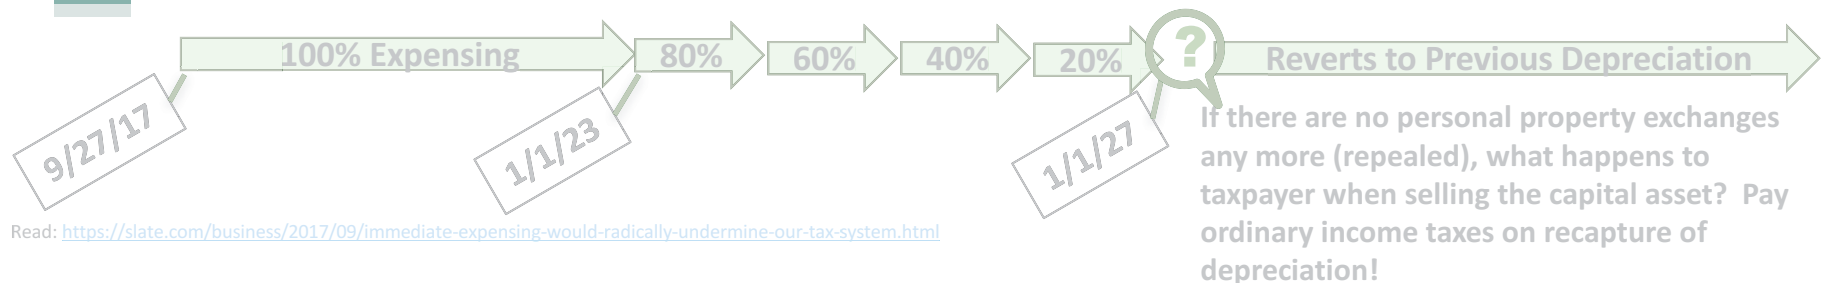 100% Expensing
80%
60%
40%
20%
?
Reverts to Previous Depreciation
9/27/17
1/1/23
1/1/27
If there are no personal property exchanges
any more (repealed), what happens to
taxpayer when selling the capital asset?  Pay
ordinary income taxes on recapture of
depreciation!
Read: https://slate.com/business/2017/09/immediate-expensing-would-radically-undermine-our-tax-system.html